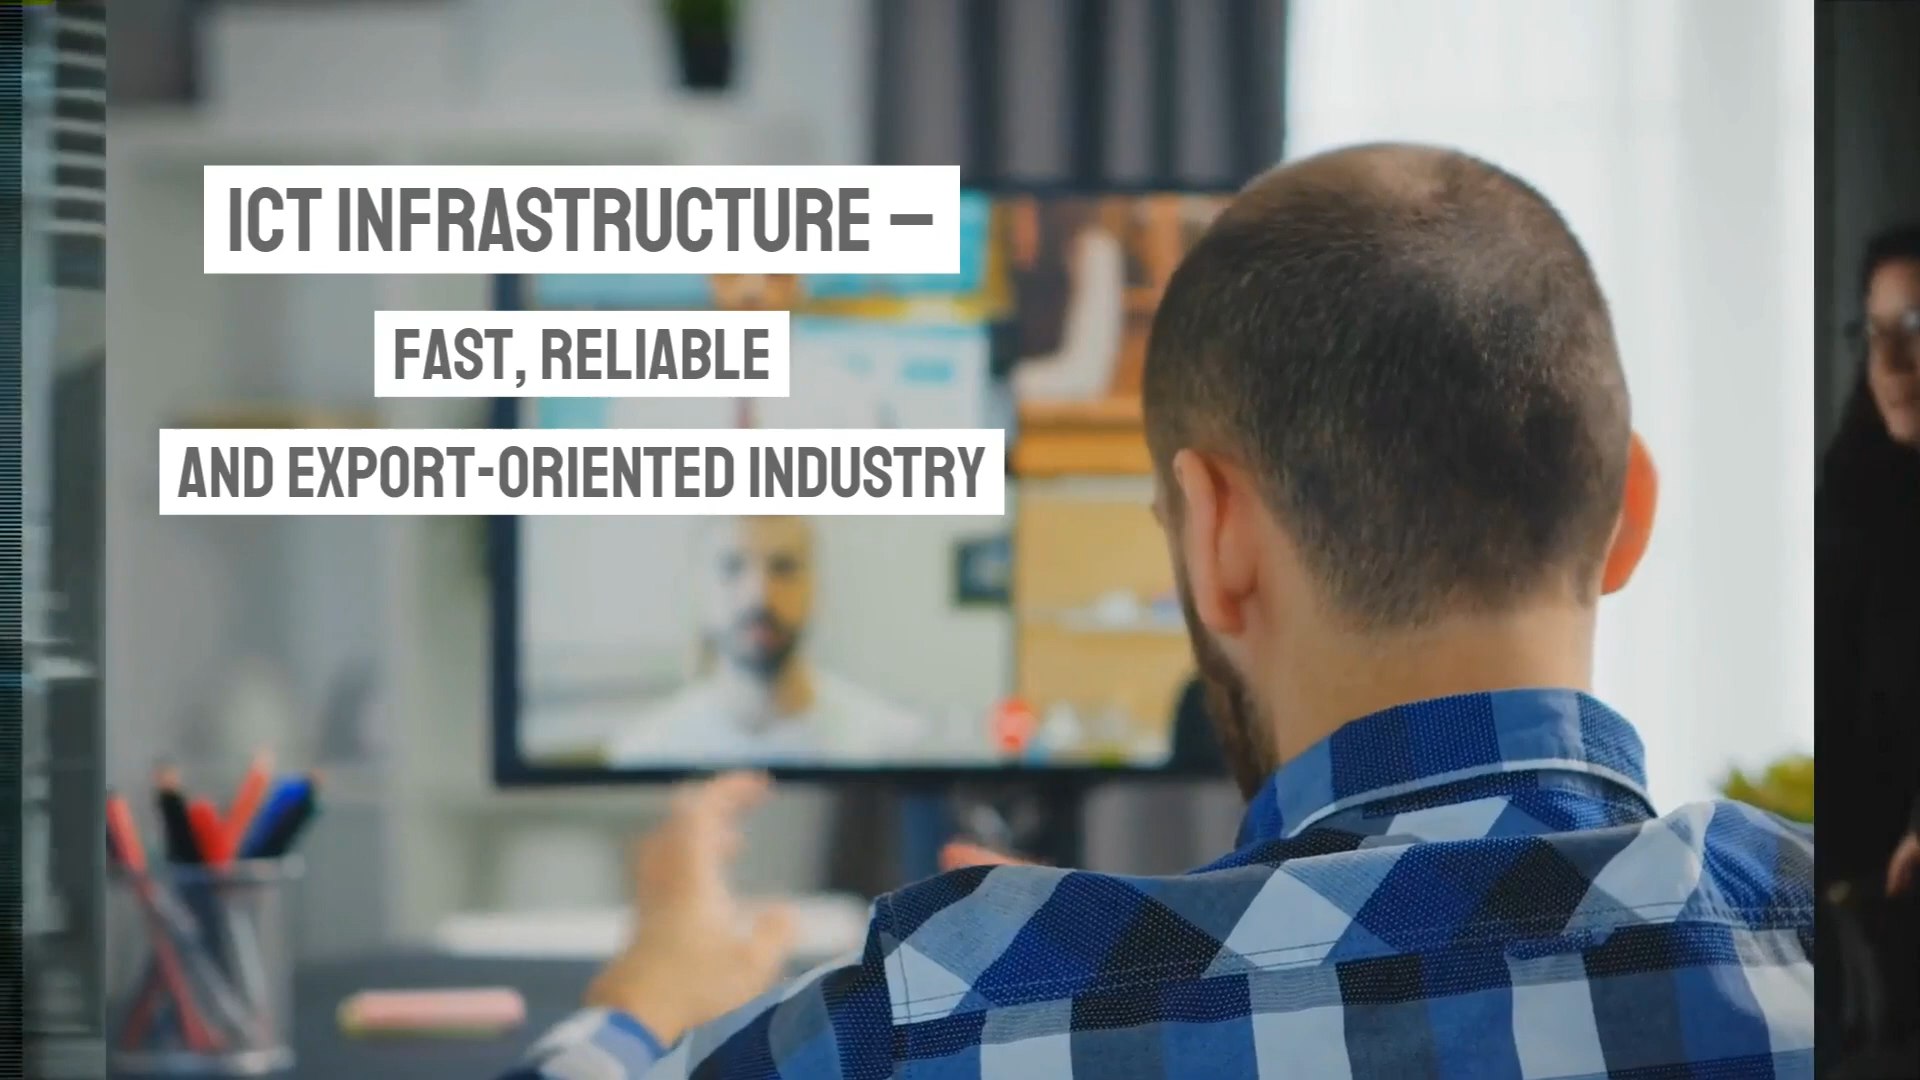 ICT INFRASTRUCTURE –
FAST, RELIABLE
AND EXPORT-ORIENTED INDUSTRY